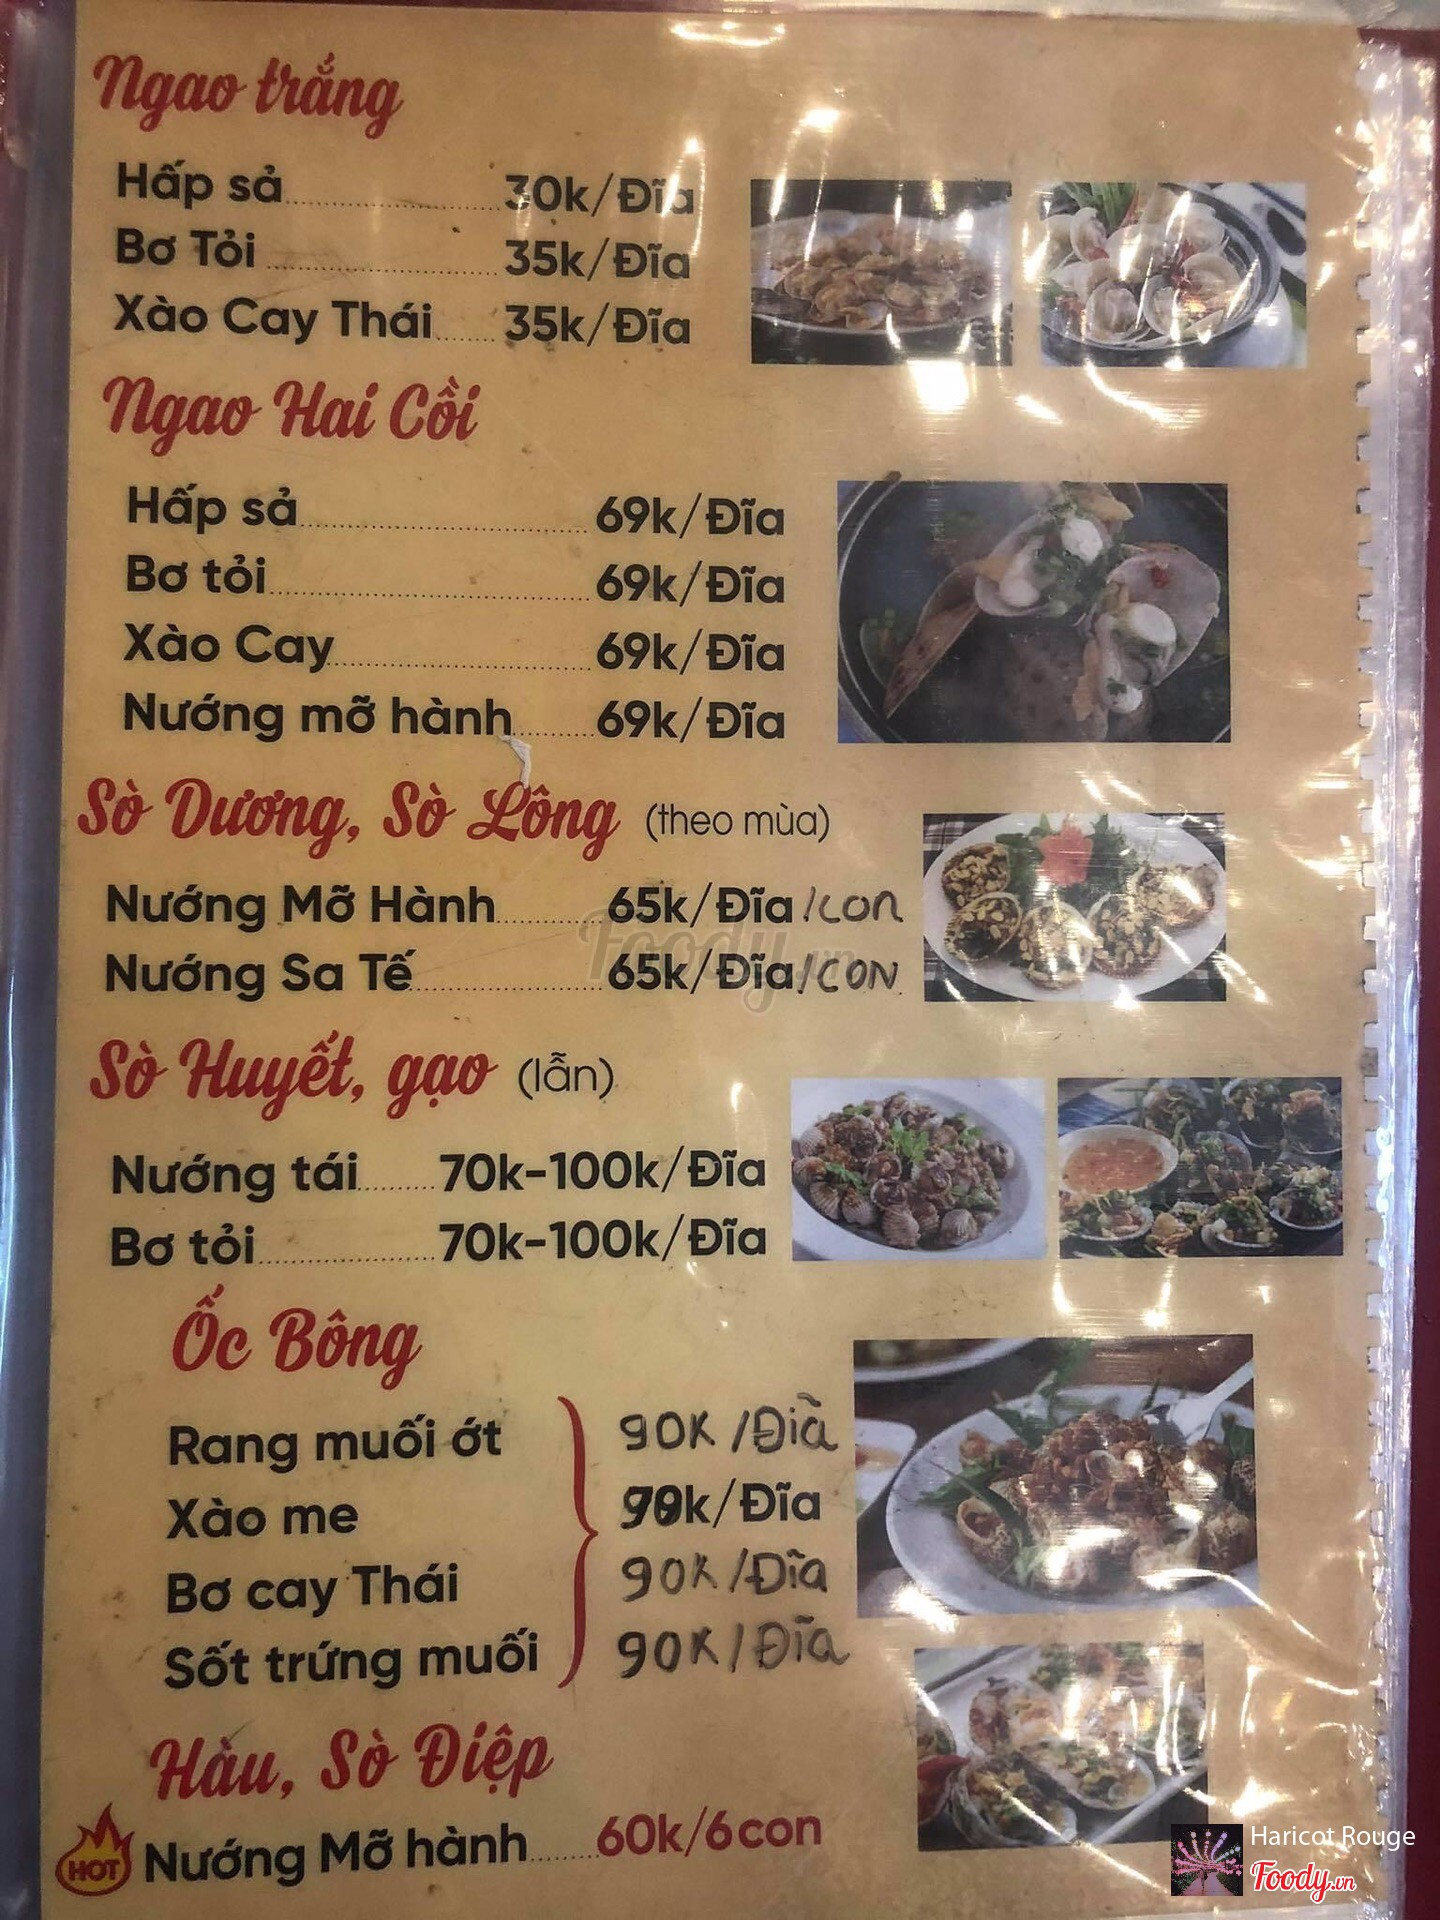 Ngao trắng
Hấp sả 30k/Đĩa
Bơ Tỏi 35k/Đĩa
Xào Cay Thái 35k/Đĩa
Ngao Hai Cồi
Hấp sả 69k/Đĩa
Bơ tỏi 69k/Đĩa
Xào Cay 69k/Đĩa
Nướng mỡ hành 69k/Đĩa
Sò Dương, Sò Lông (theo mùa)
Nướng Mỡ Hành 65k/Đĩa/con
Nướng Sa Tế 65k/Đĩa/CON
Foody.vn
Sò Huyết, gạo (lẫn)
Nướng tái 70k-100k/Đĩa
Bơ tỏi 70k-100k/Đĩa
Ốc Bông
Rang muối ớt 90K/Đĩa
Xào me 90k/Đĩa
Bơ cay Thái 90K/Đĩa
Sốt trứng muối 90K/Đĩa
Hàu, Sò Điệp
HOT Nướng Mỡ hành 60k/6con
Haricot Rouge
Foody.vn